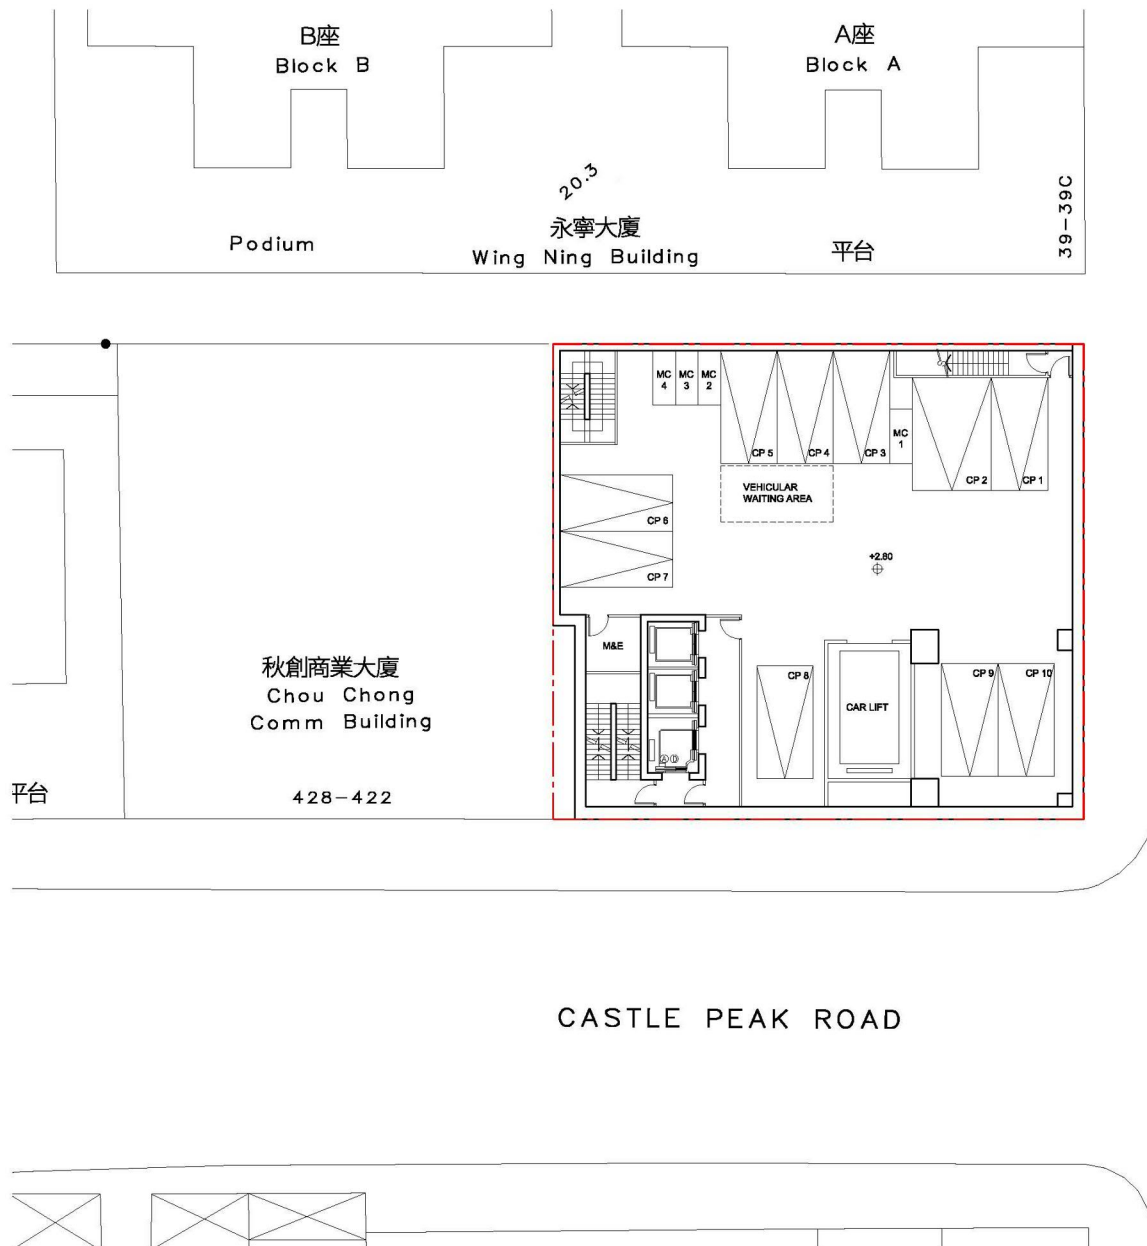 B座
Block B
A座
Block A
20.3
永寧大廈
Wing Ning Building
Podium
平台
39-39C
MC 4
MC 3
MC 2
MC 1
CP 5
CP 4
CP 3
CP 2
CP 1
VEHICULAR
WAITING AREA
CP 6
CP 7
+2.80
M&E
CP 8
CAR LIFT
CP 9
CP 10
秋創商業大廈
Chou Chong
Comm Building
428-422
平台
CASTLE PEAK ROAD